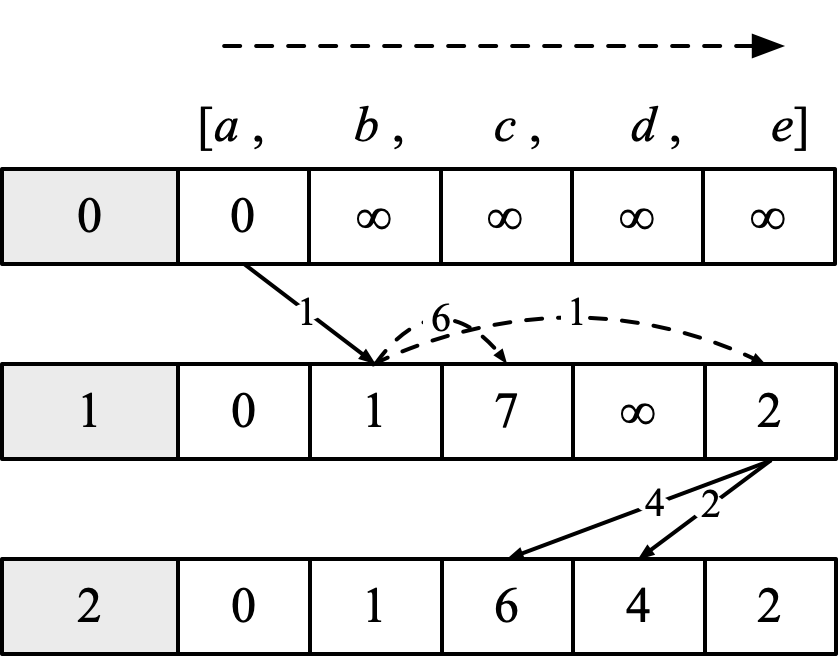 [a , b , c , d , e]
0 0 ∞ ∞ ∞ ∞
1 6 1
1 0 1 7 ∞ 2
4 2
2 0 1 6 4 2